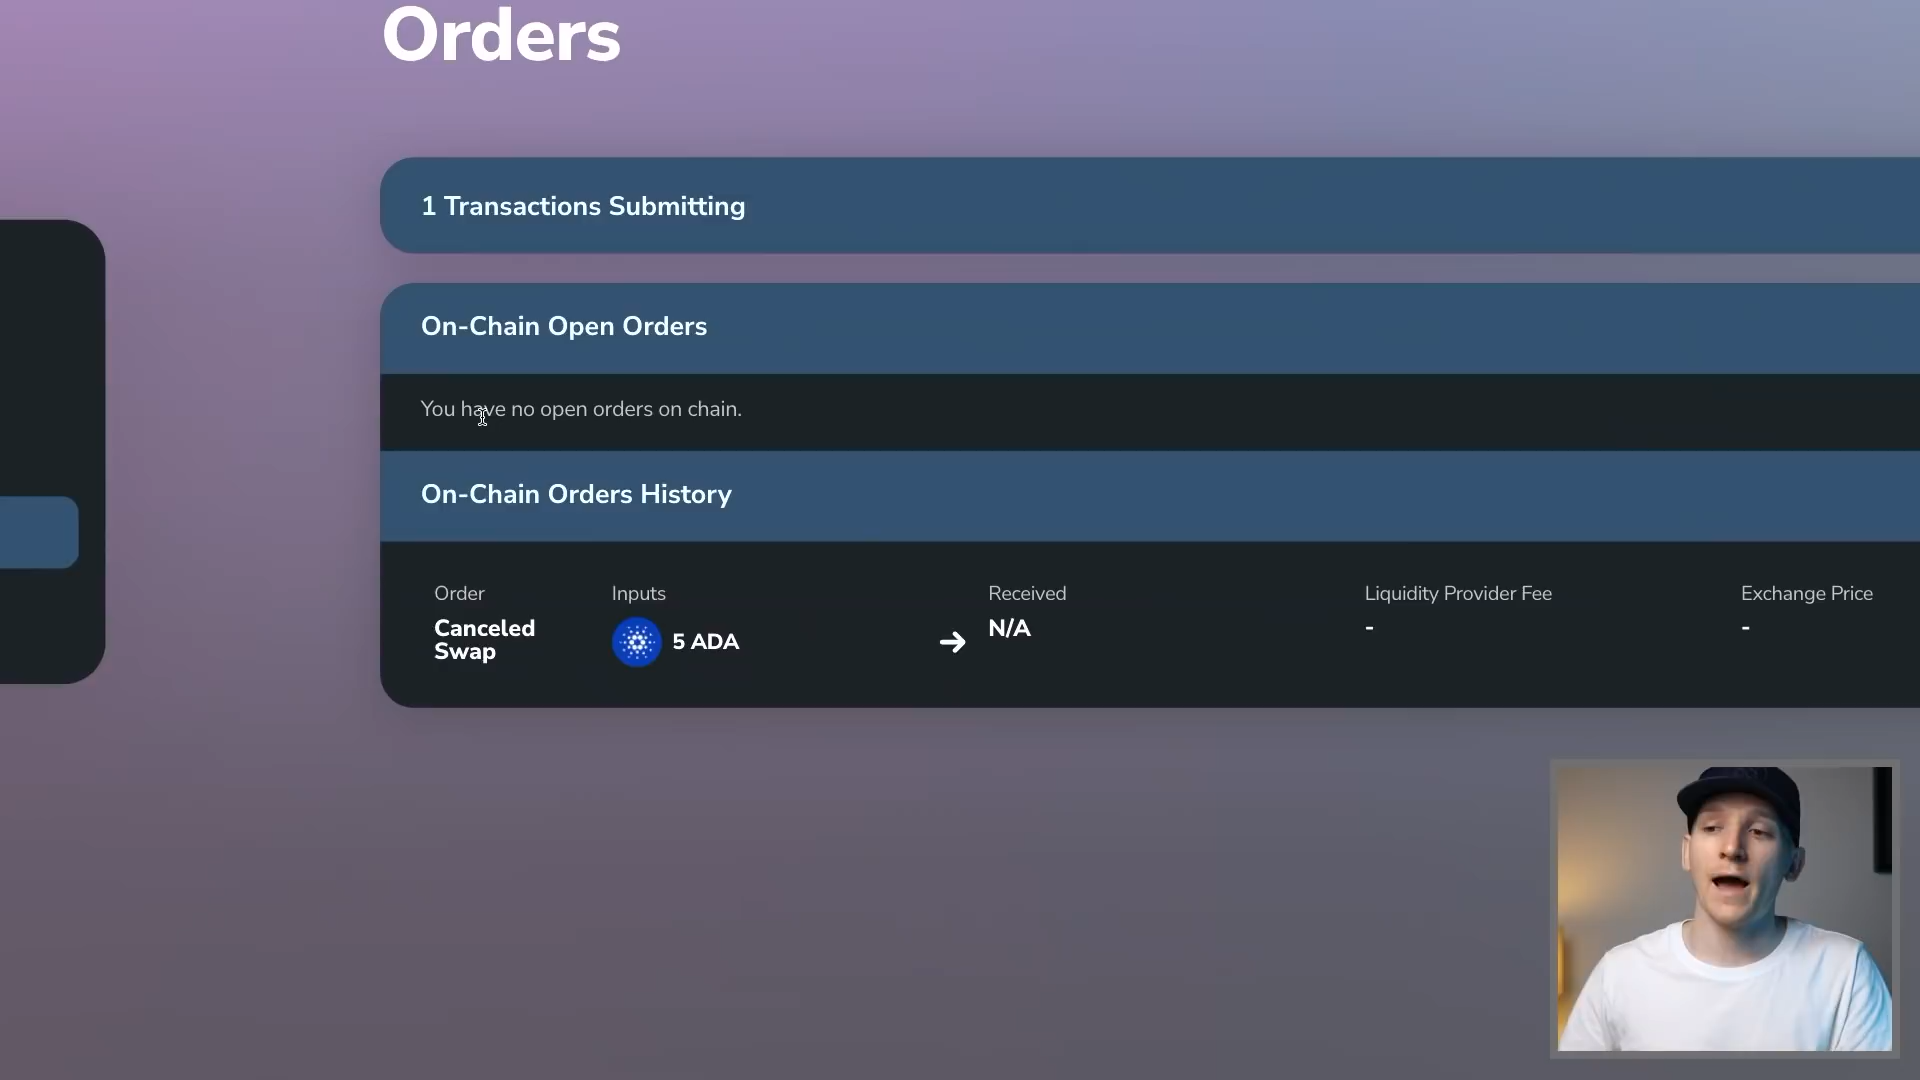 Orders
1 Transactions Submitting
On-Chain Open Orders
You have no open orders on chain.
On-Chain Orders History
Order Inputs Received Liquidity Provider Fee Exchange Price
Canceled Swap 5 ADA → N/A - -